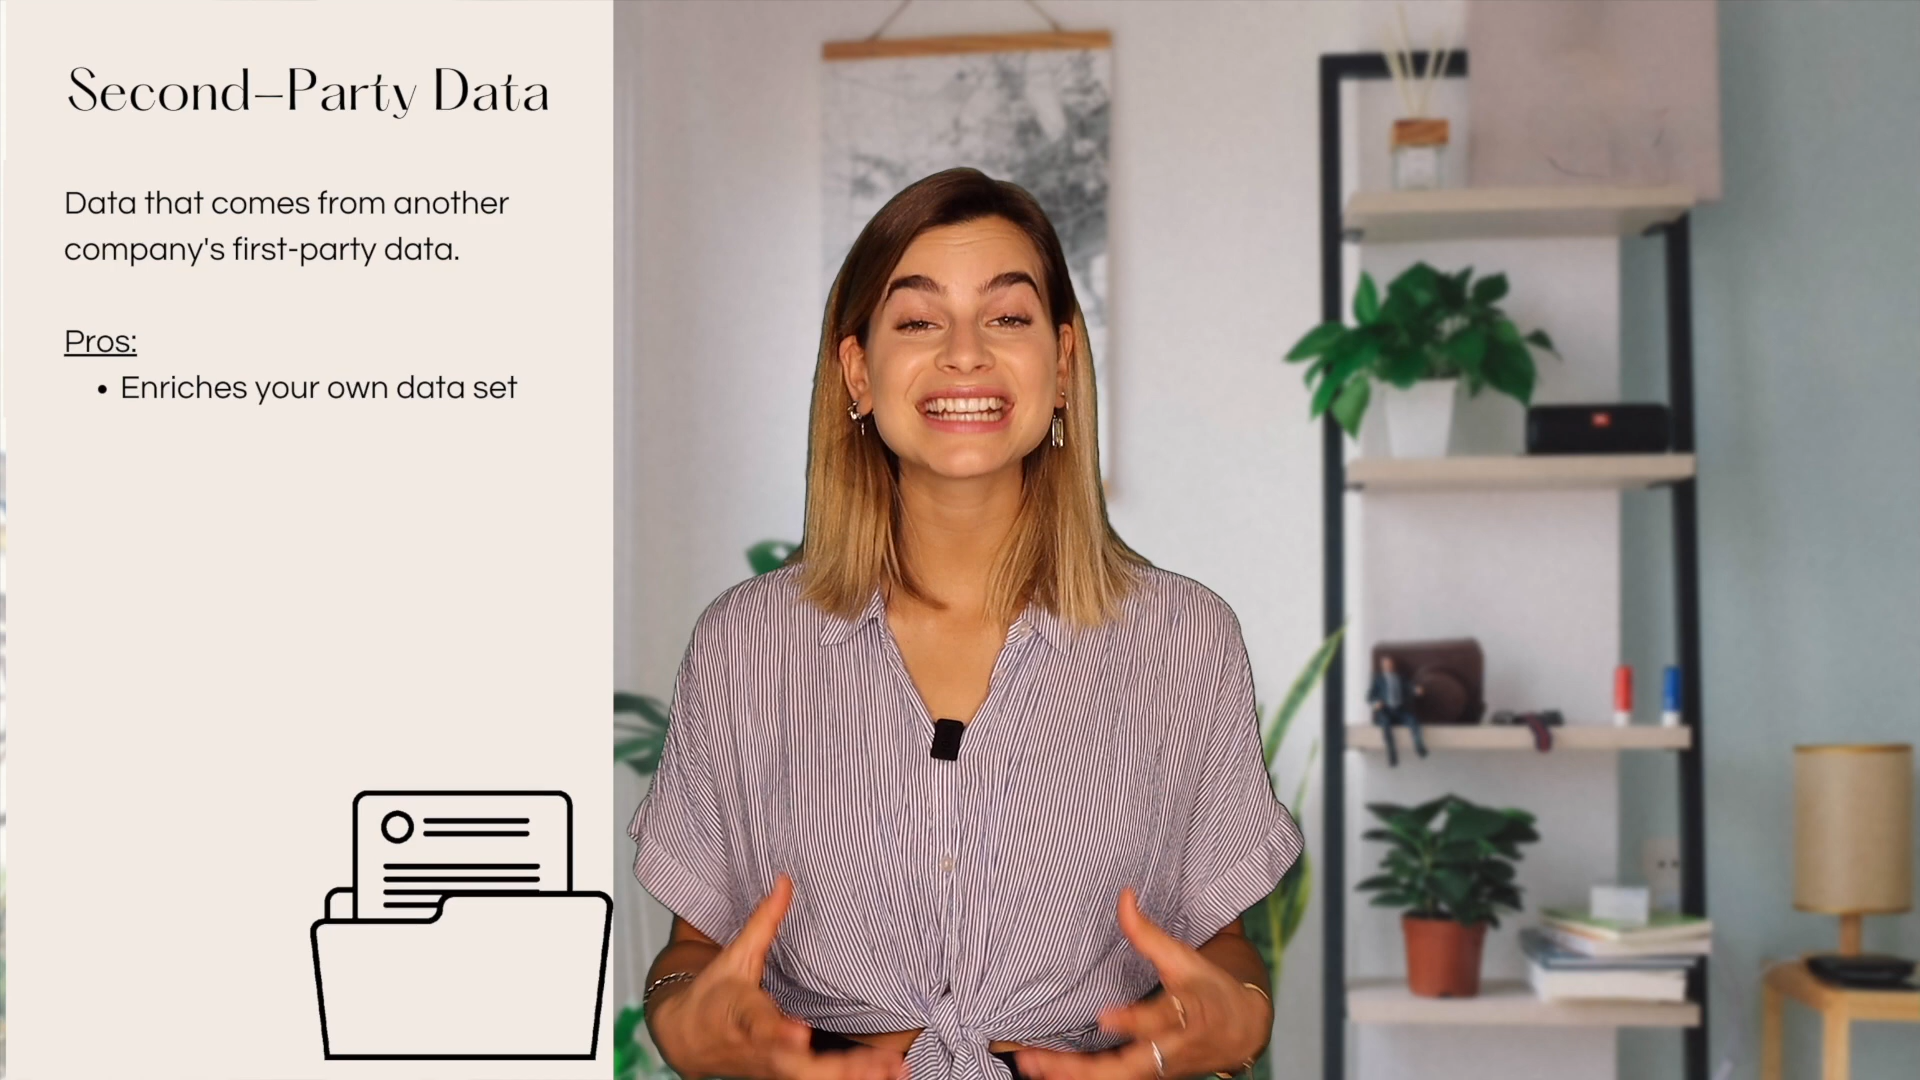 Second-Party Data
Data that comes from another
company's first-party data.
Pros:
• Enriches your own data set